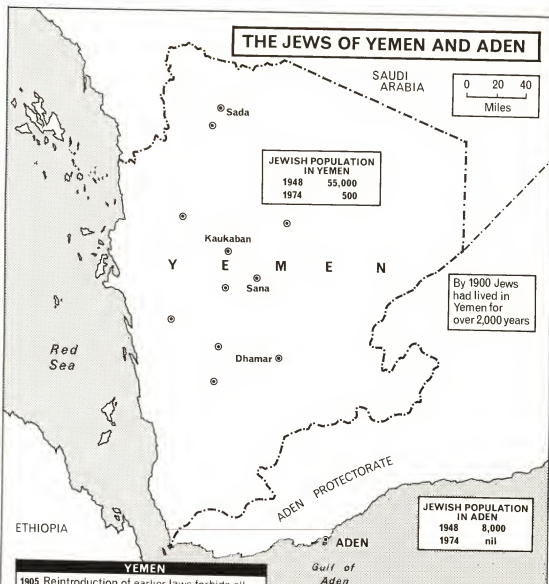 THE JEWS OF YEMEN AND ADEN
SAUDI
ARABIA
0 20 40
Miles
Sada
JEWISH POPULATION
IN YEMEN
1948 55,000
1974 500
Kaukaban
Y E M E N
Sana
By 1900 Jews
had lived in
Yemen for
over 2,000 years
Red
Sea
Dhamar
ADEN PROTECTORATE
JEWISH POPULATION
IN ADEN
1948 8,000
1974 nil
ETHIOPIA
ADEN
Gulf of
Aden
YEMEN
1905 Reintroduction of earlier laws forbids all